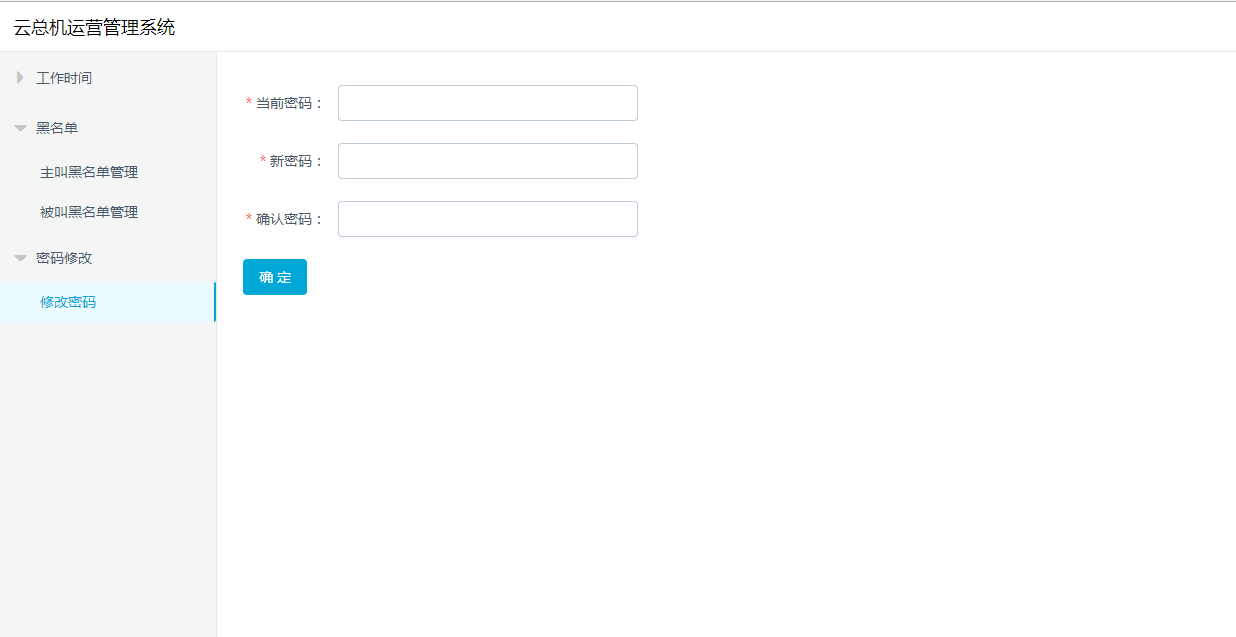 云总机运营管理系统
工作时间
黑名单
主叫黑名单管理
被叫黑名单管理
密码修改
修改密码
* 当前密码：
* 新密码：
* 确认密码：
确 定